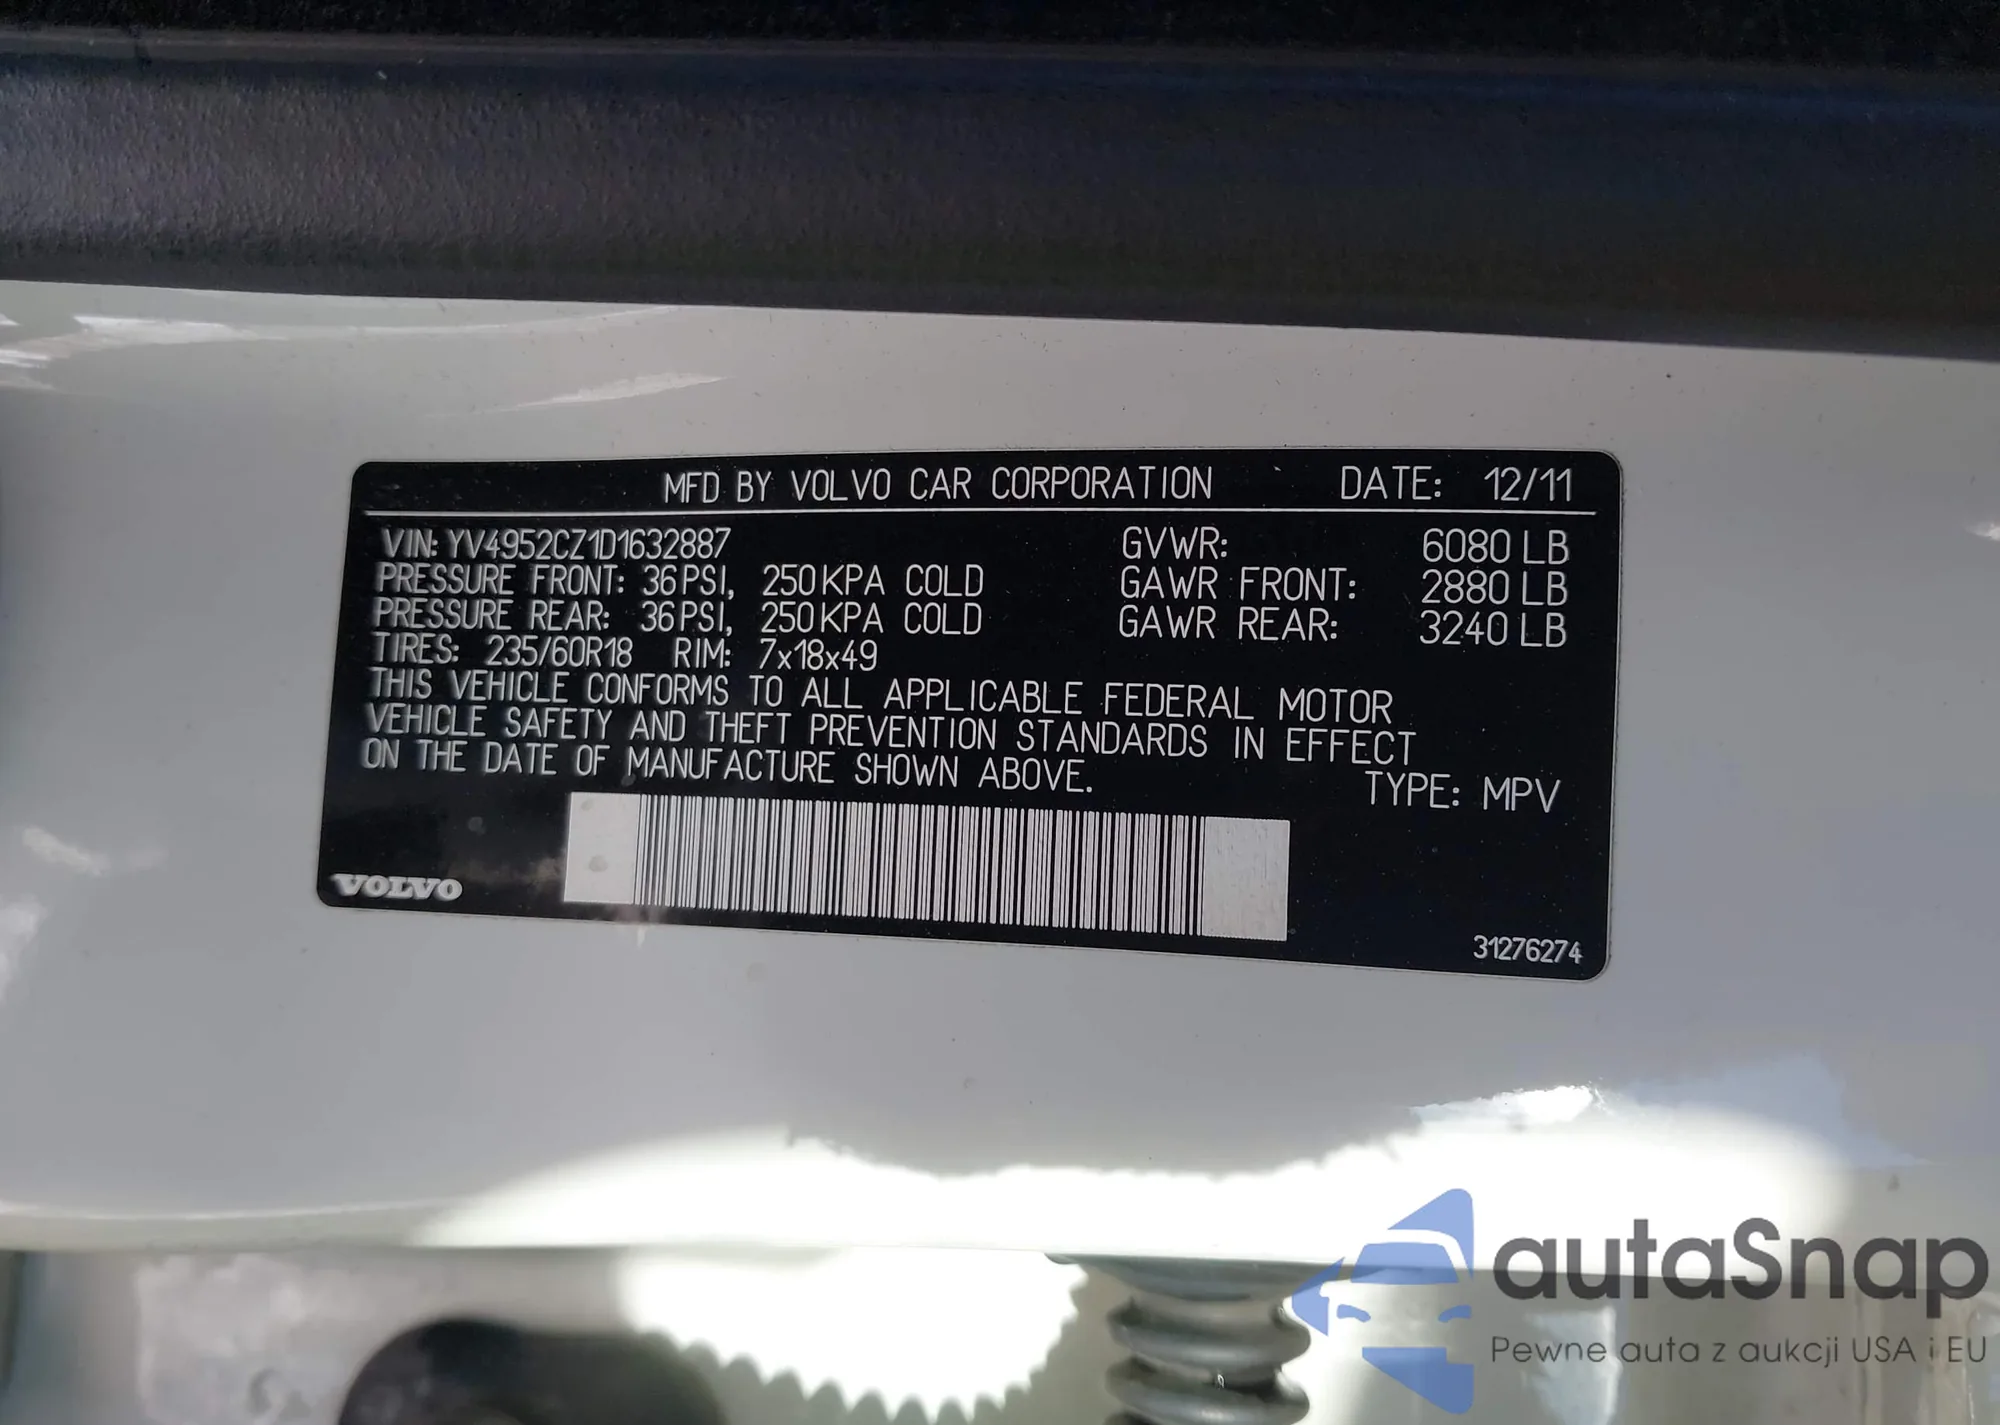 MFD BY VOLVO CAR CORPORATION DATE: 12/11
VIN: YV4952CZ1D1632887 GVWR: 6080 LB
PRESSURE FRONT: 36 PSI, 250 KPA COLD GAWR FRONT: 2880 LB
PRESSURE REAR: 36 PSI, 250 KPA COLD GAWR REAR: 3240 LB
TIRES: 235/60R18 RIM: 7x18x49
THIS VEHICLE CONFORMS TO ALL APPLICABLE FEDERAL MOTOR
VEHICLE SAFETY AND THEFT PREVENTION STANDARDS IN EFFECT
ON THE DATE OF MANUFACTURE SHOWN ABOVE.
TYPE: MPV
VOLVO
31276274
autaSnap
Pewne auta z aukcji USA i EU